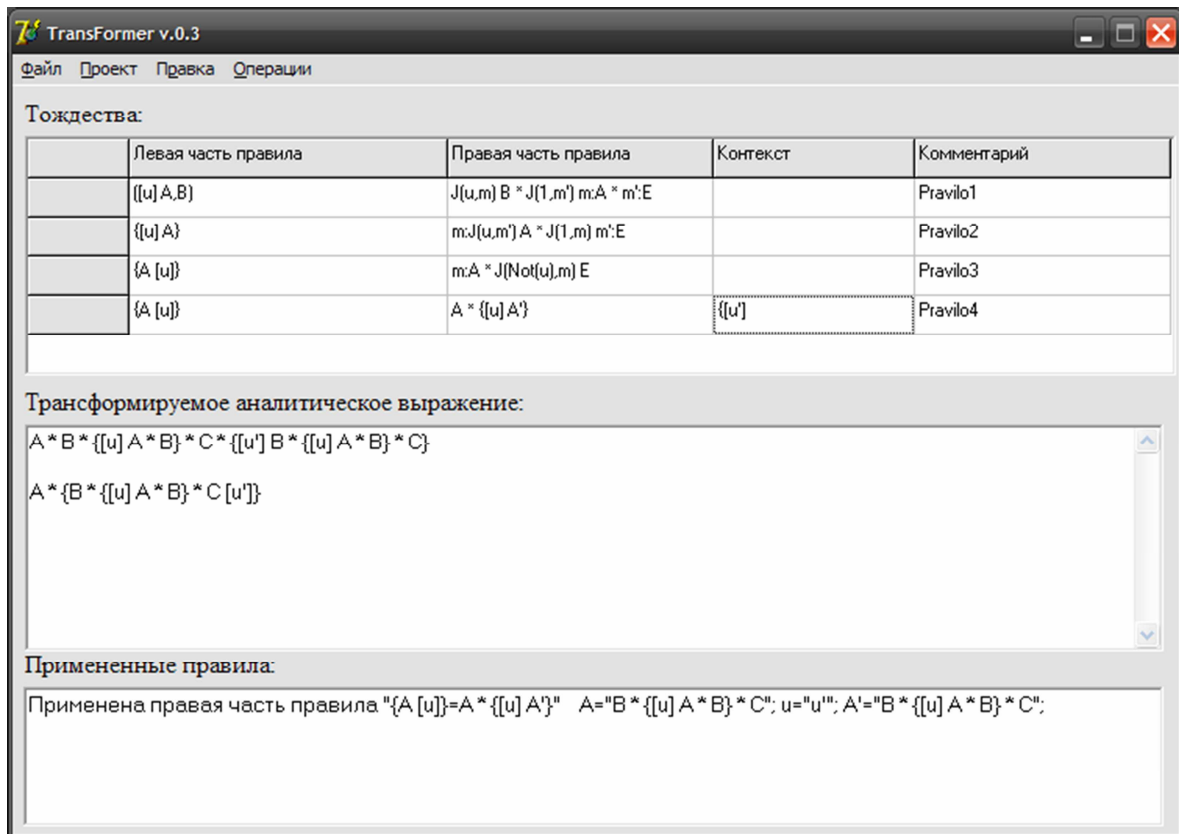 TransFormer v.0.3
Файл Проект Правка Операции
Тождества:
Левая часть правила Правая часть правила Контекст Комментарий
([u] A,B) J(u,m) B * J(1,m') m:A * m':E Pravilo1
{[u] A} m:J(u,m') A * J(1,m) m':E Pravilo2
{A [u]} m:A * J(Not(u),m) E Pravilo3
{A [u]} A * {[u] A'} {[u'] Pravilo4
Трансформируемое аналитическое выражение:
A * B * {[u] A * B} * C * {[u'] B * {[u] A * B} * C}
A * {B * {[u] A * B} * C [u']}
Примененные правила:
Применена правая часть правила "{A [u]}=A * {[u] A'}" A="B * {[u] A * B} * C"; u="u'"; A'="B * {[u] A * B} * C";